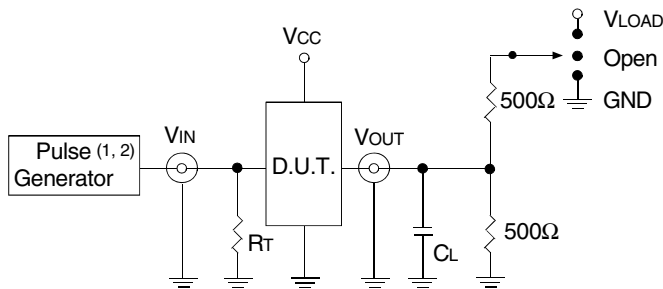 VLOAD
VCC
Open
500Ω
GND
VIN
VOUT
Pulse (1, 2)
Generator
D.U.T.
RT
CL
500Ω